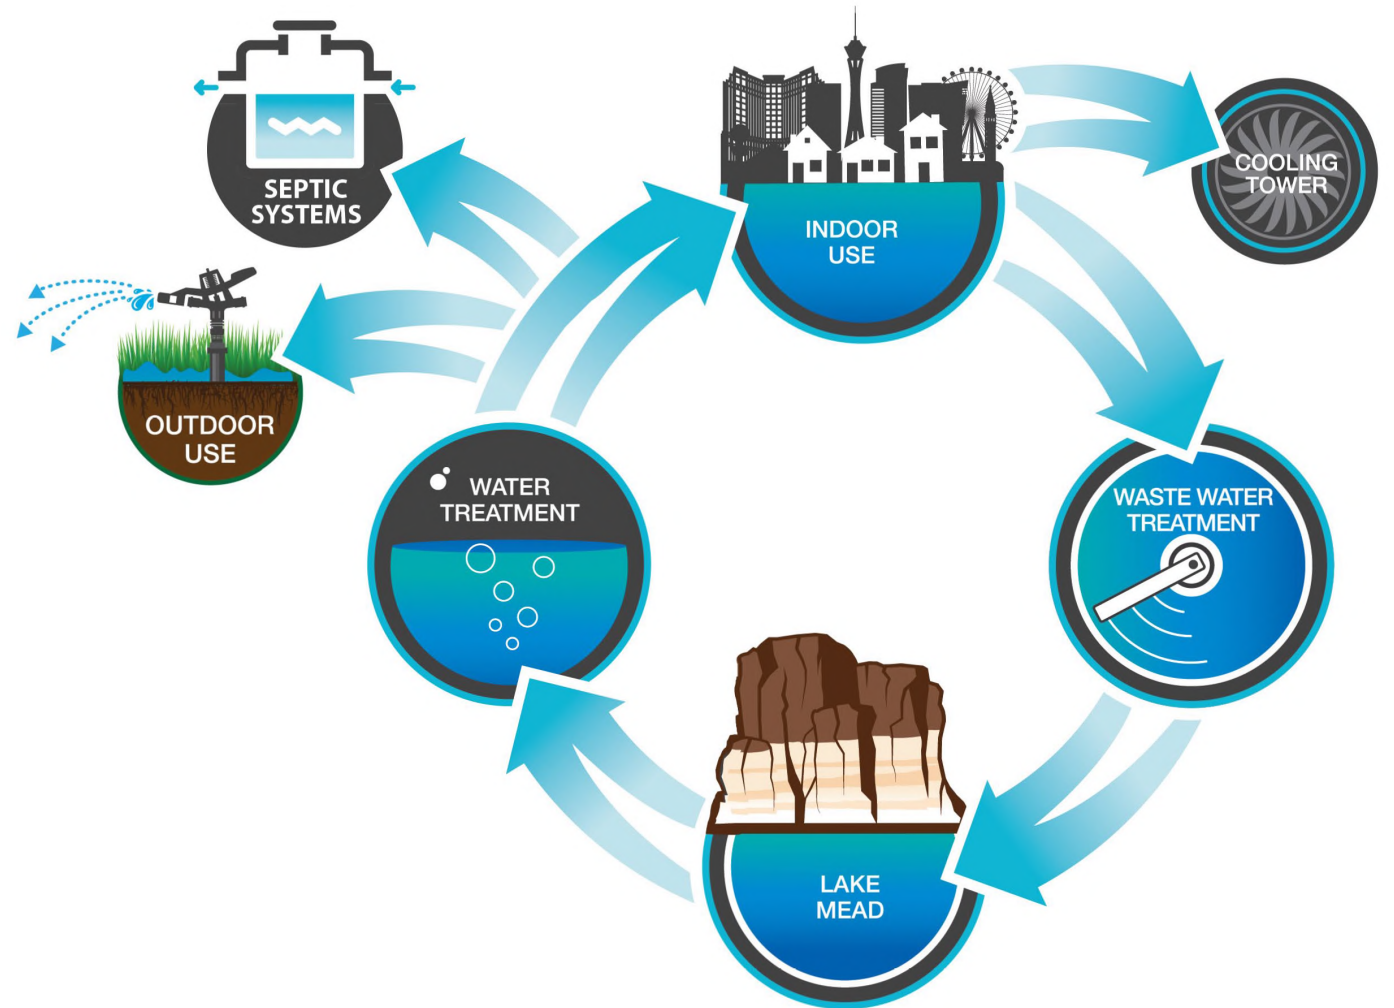 SEPTIC
SYSTEMS
INDOOR
USE
COOLING
TOWER
OUTDOOR
USE
WATER
TREATMENT
WASTE WATER
TREATMENT
LAKE
MEAD